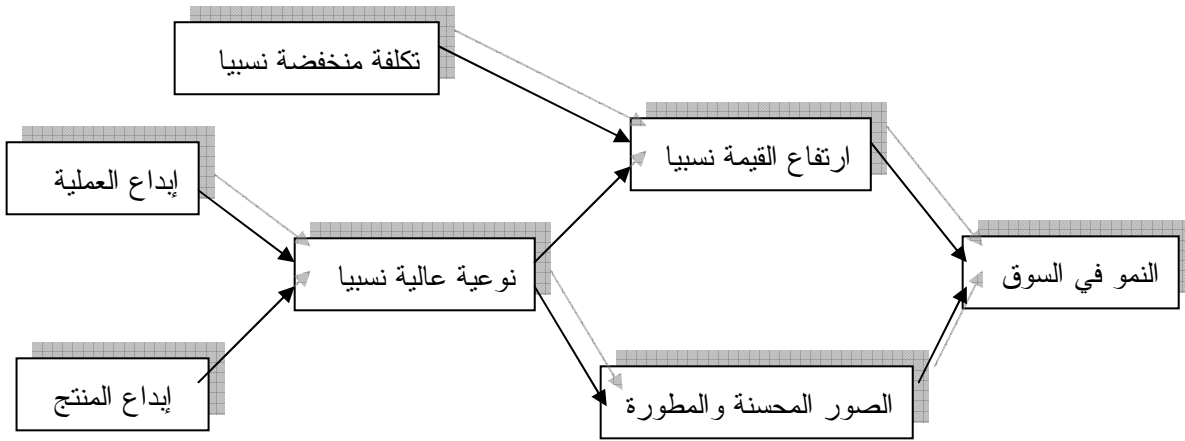 تكلفة منخفضة نسبيا
ارتفاع القيمة نسبيا
إبداع العملية
نوعية عالية نسبيا
النمو في السوق
إبداع المنتج
الصور المحسنة والمطورة